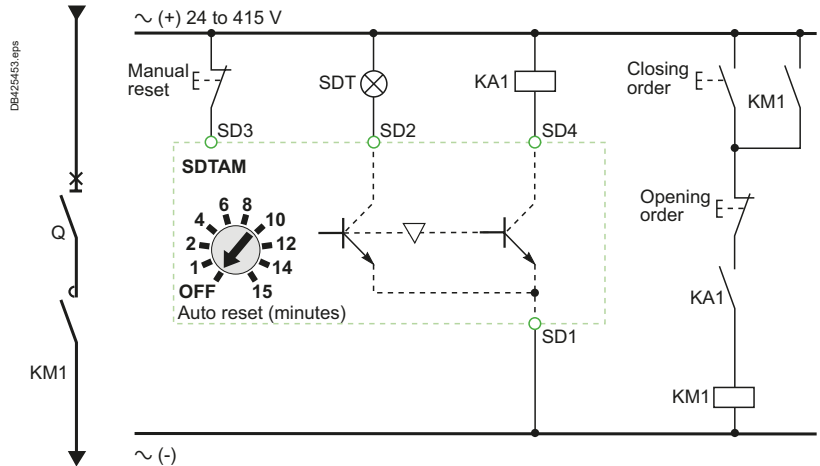 ∿ (+) 24 to 415 V
DB425453.eps
Manual
reset
SDT
KA1
Closing
order
KM1
SD3
SD2
SD4
SDTAM
6 8
4 10
2 12
1 14
OFF 15
Auto reset (minutes)
Opening
order
Q
KA1
SD1
KM1
KM1
∿ (-)